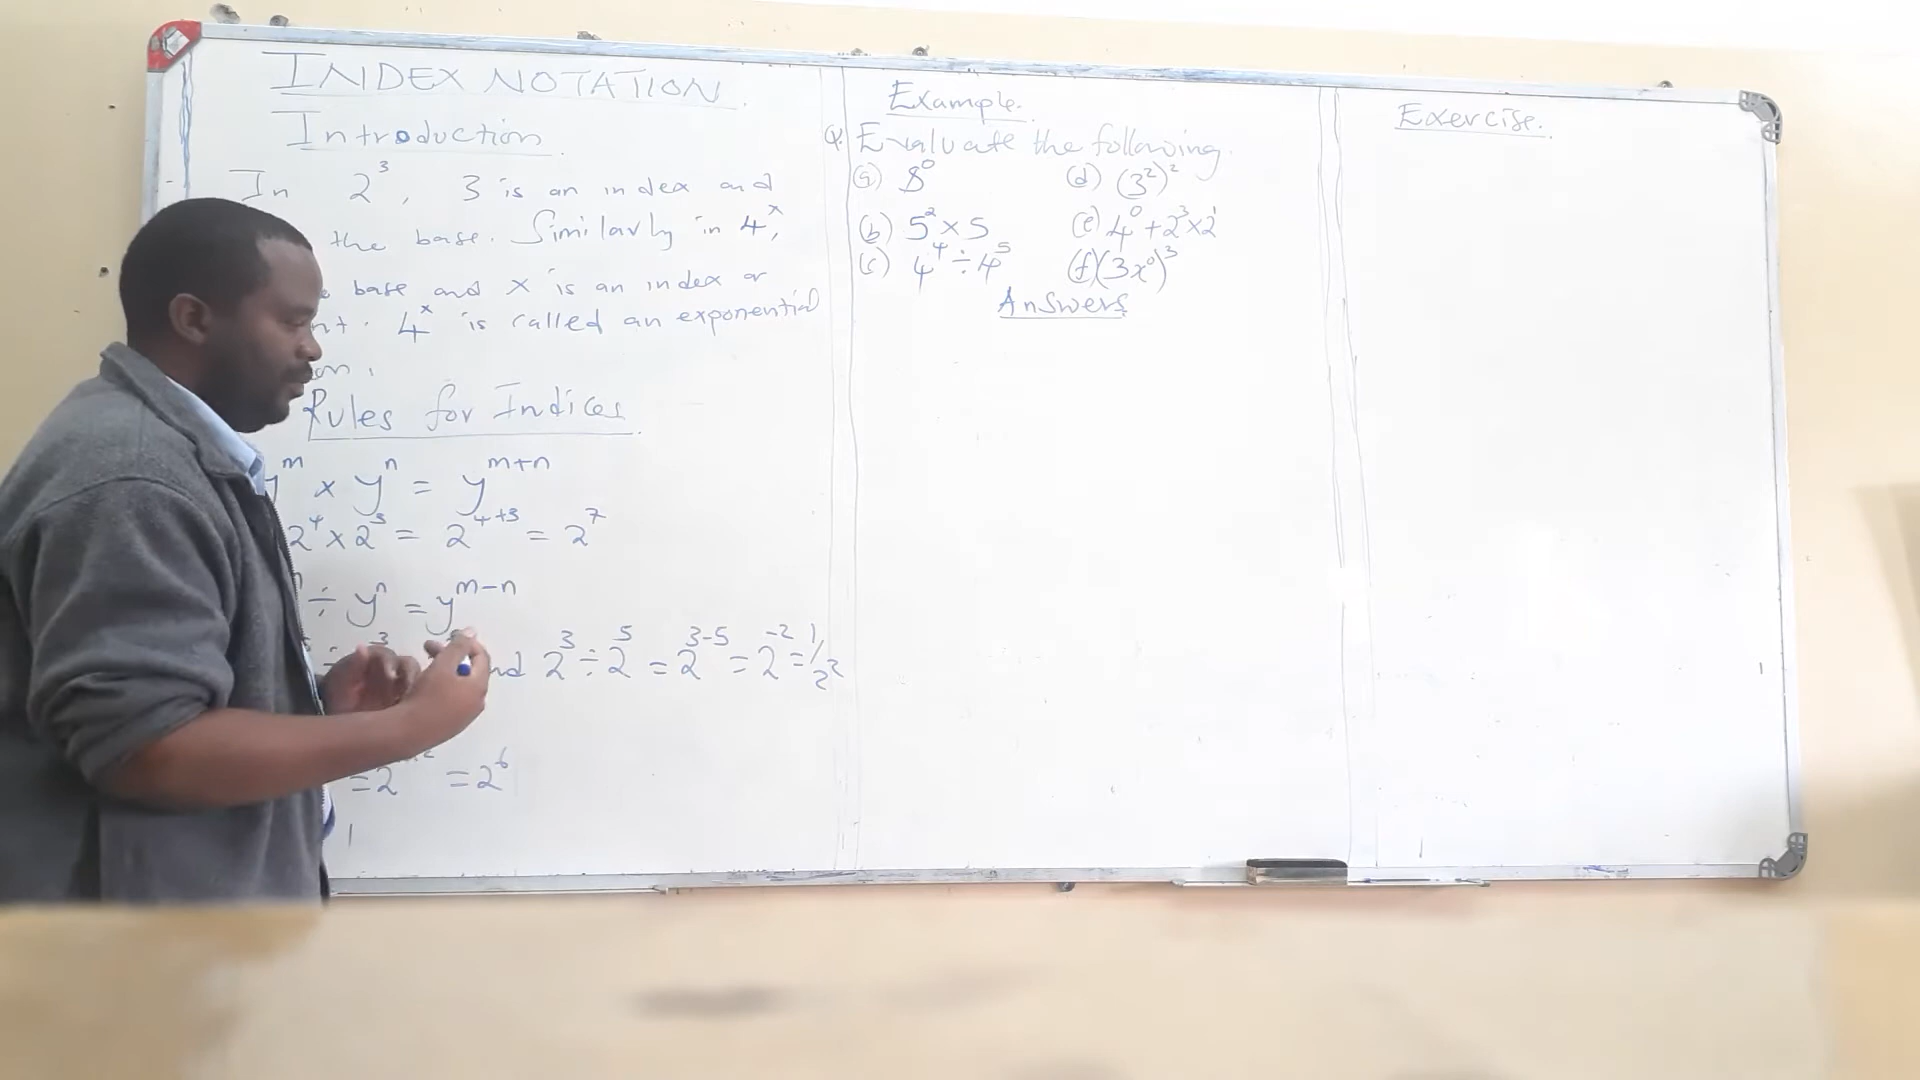 INDEX NOTATION.
Introduction.
In 2³, 3 is an index and
the base. Similarly in 4ˣ,
base and x is an index or
4ˣ is called an exponential
Rules for Indices.
yᵐ × yⁿ = yᵐ⁺ⁿ
2⁴ × 2³ = 2⁴⁺³ = 2⁷
÷ yⁿ = yᵐ⁻ⁿ
2³ ÷ 2⁵ = 2³⁻⁵ = 2⁻² = 1/2²
= 2 = 2⁶
1
Example.
Q. Evaluate the following.
(a) 8⁰
(b) 5² × 5
(c) 4⁴ ÷ 4⁵
(d) (3²)²
(e) 4⁰ + 2³ × 2¹
(f) (3x⁰)³
Answers.
Exercise.